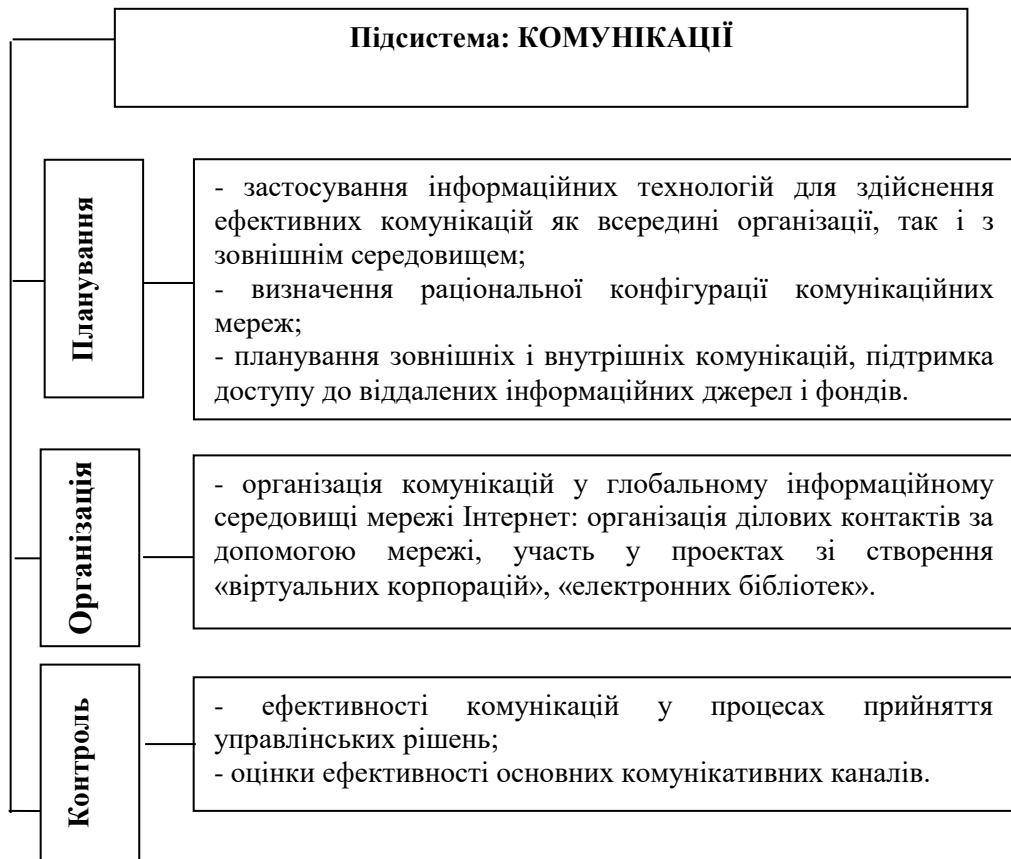 Підсистема: КОМУНІКАЦІЇ
Планування
- застосування інформаційних технологій для здійснення
ефективних комунікацій як всередині організації, так і з
зовнішнім середовищем;
- визначення раціональної конфігурації комунікаційних
мереж;
- планування зовнішніх і внутрішніх комунікацій, підтримка
доступу до віддалених інформаційних джерел і фондів.
Організація
- організація комунікацій у глобальному інформаційному
середовищі мережі Інтернет: організація ділових контактів за
допомогою мережі, участь у проектах зі створення
«віртуальних корпорацій», «електронних бібліотек».
Контроль
- ефективності комунікацій у процесах прийняття
управлінських рішень;
- оцінки ефективності основних комунікативних каналів.